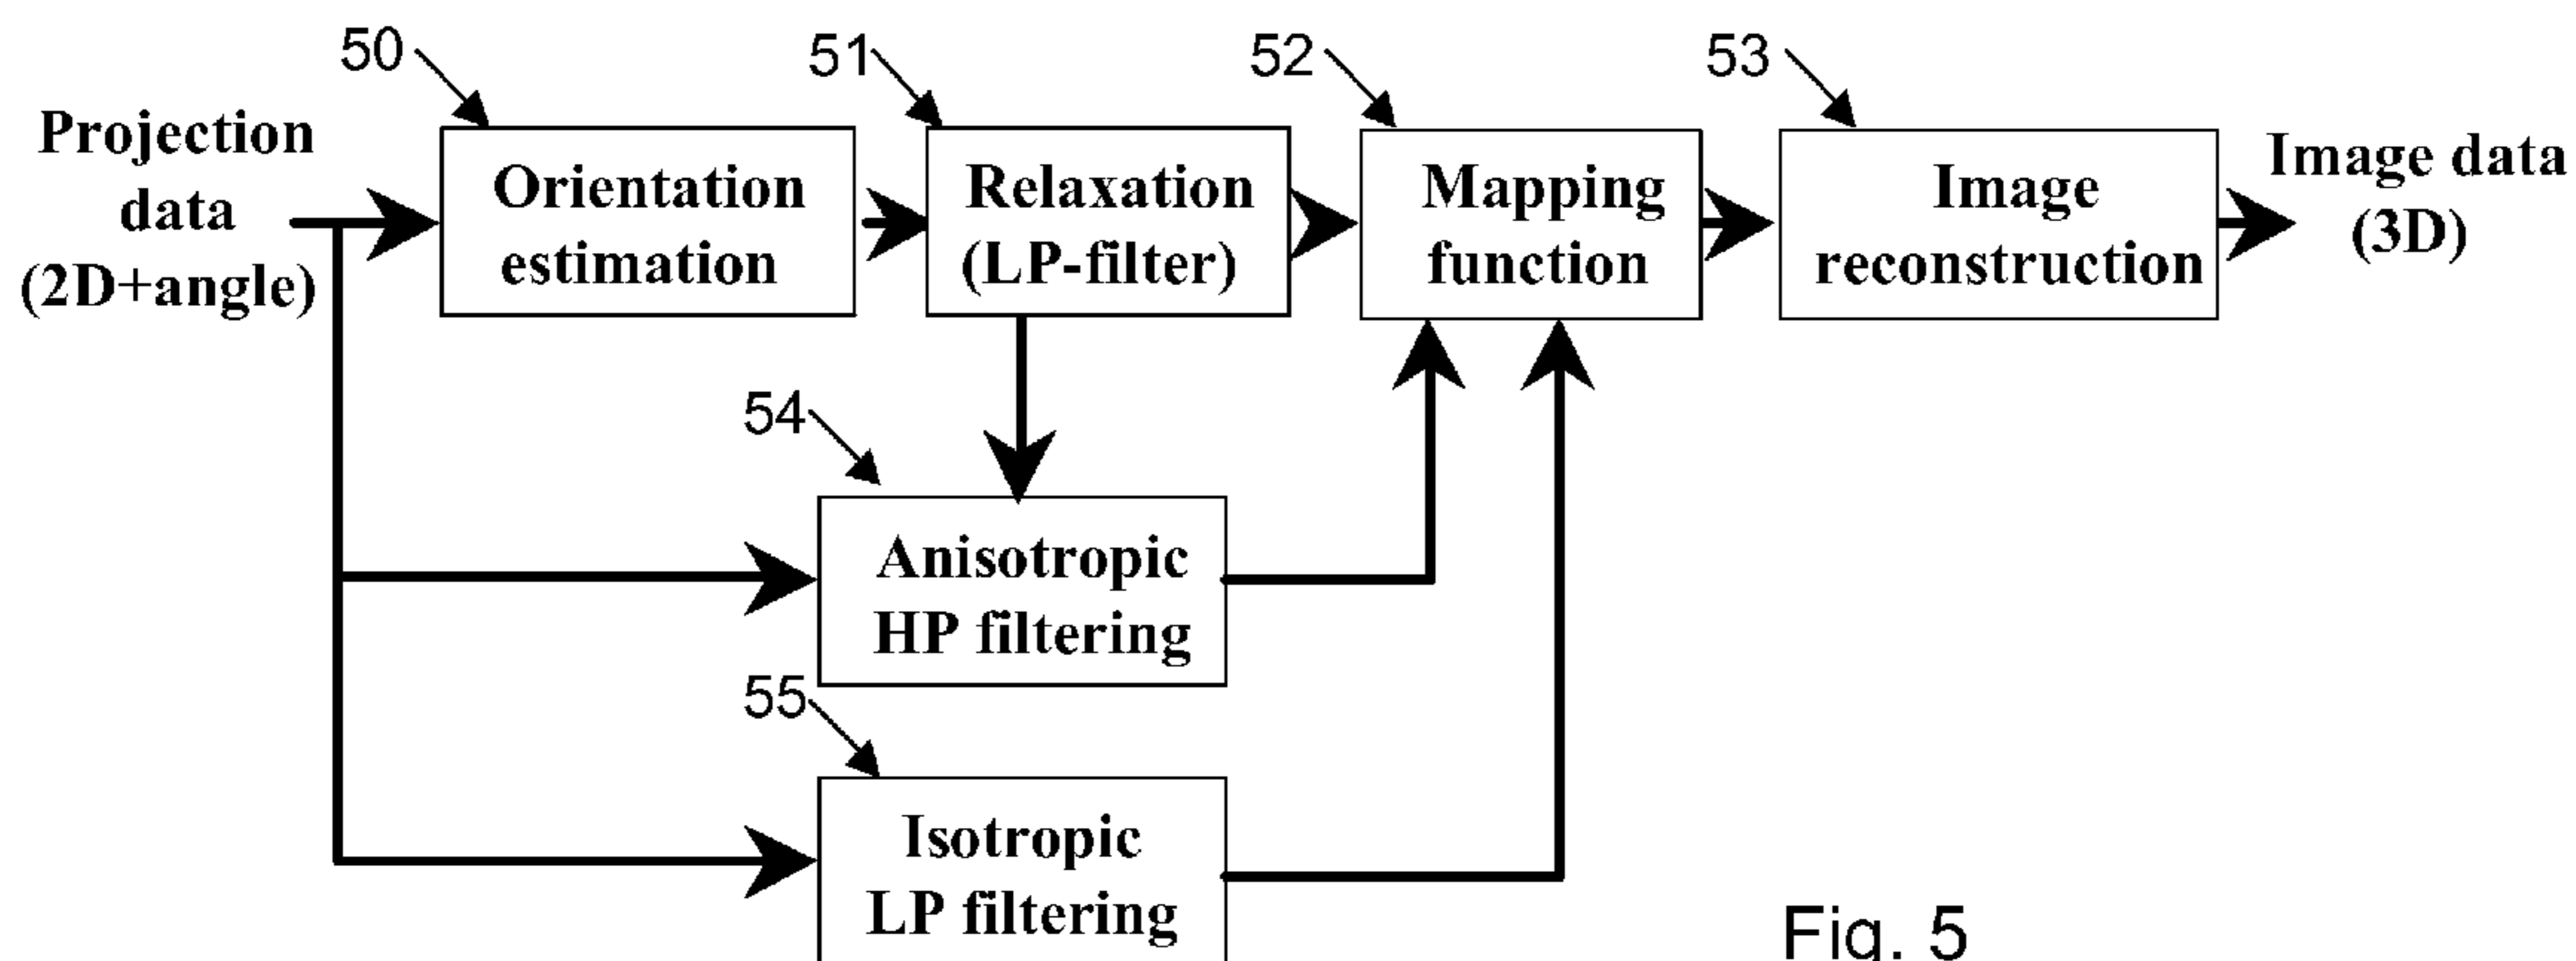 50
51
52
53
Projection
data
(2D+angle)
Orientation
estimation
Relaxation
(LP-filter)
Mapping
function
Image
reconstruction
Image data
(3D)
54
Anisotropic
HP filtering
55
Isotropic
LP filtering
Fig. 5